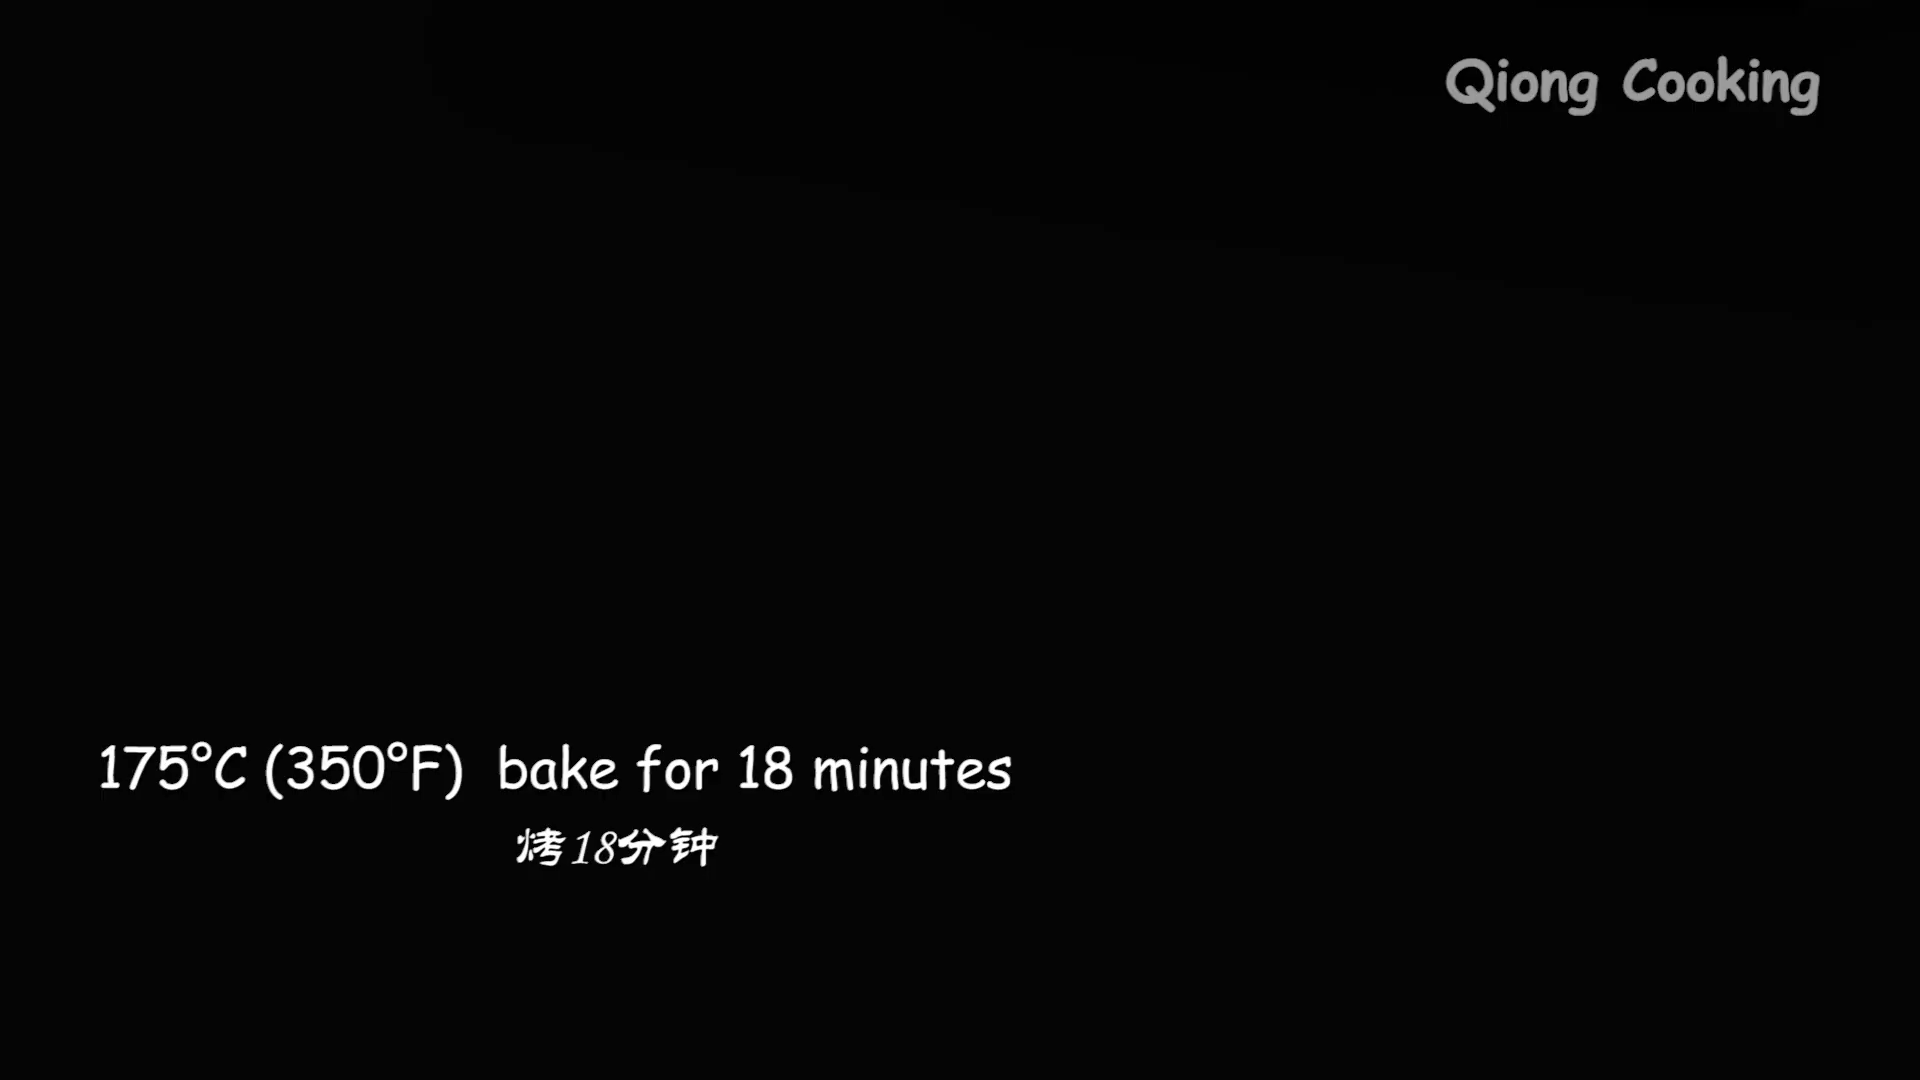 Qiong Cooking
175°C (350°F) bake for 18 minutes
烤18分钟